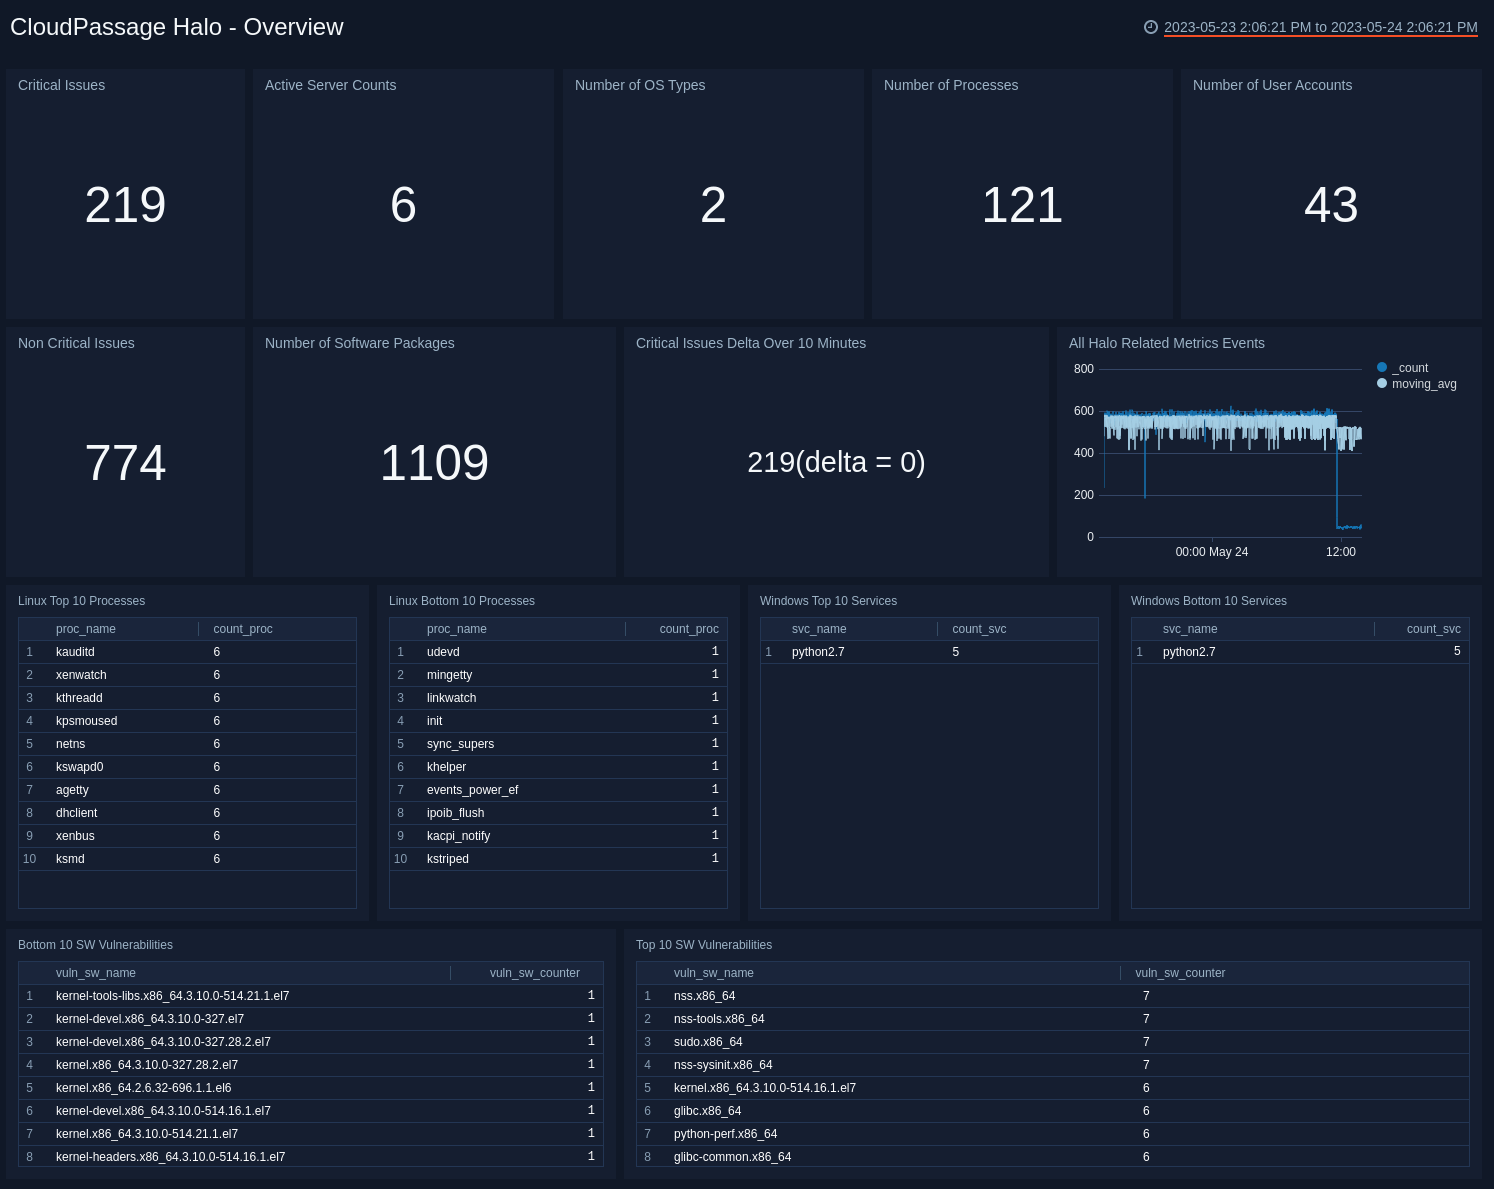 CloudPassage Halo - Overview
2023-05-23 2:06:21 PM to 2023-05-24 2:06:21 PM
Critical Issues
219
Active Server Counts
6
Number of OS Types
2
Number of Processes
121
Number of User Accounts
43
Non Critical Issues
774
Number of Software Packages
1109
Critical Issues Delta Over 10 Minutes
219(delta = 0)
All Halo Related Metrics Events
800
600
400
200
0
00:00 May 24
12:00
_count
moving_avg
Linux Top 10 Processes
proc_name count_proc
1 kauditd 6
2 xenwatch 6
3 kthreadd 6
4 kpsmoused 6
5 netns 6
6 kswapd0 6
7 agetty 6
8 dhclient 6
9 xenbus 6
10 ksmd 6
Linux Bottom 10 Processes
proc_name count_proc
1 udevd 1
2 mingetty 1
3 linkwatch 1
4 init 1
5 sync_supers 1
6 khelper 1
7 events_power_ef 1
8 ipoib_flush 1
9 kacpi_notify 1
10 kstriped 1
Windows Top 10 Services
svc_name count_svc
1 python2.7 5
Windows Bottom 10 Services
svc_name count_svc
1 python2.7 5
Bottom 10 SW Vulnerabilities
vuln_sw_name vuln_sw_counter
1 kernel-tools-libs.x86_64.3.10.0-514.21.1.el7 1
2 kernel-devel.x86_64.3.10.0-327.el7 1
3 kernel-devel.x86_64.3.10.0-327.28.2.el7 1
4 kernel.x86_64.3.10.0-327.28.2.el7 1
5 kernel.x86_64.2.6.32-696.1.1.el6 1
6 kernel-devel.x86_64.3.10.0-514.16.1.el7 1
7 kernel.x86_64.3.10.0-514.21.1.el7 1
8 kernel-headers.x86_64.3.10.0-514.16.1.el7 1
Top 10 SW Vulnerabilities
vuln_sw_name vuln_sw_counter
1 nss.x86_64 7
2 nss-tools.x86_64 7
3 sudo.x86_64 7
4 nss-sysinit.x86_64 7
5 kernel.x86_64.3.10.0-514.16.1.el7 6
6 glibc.x86_64 6
7 python-perf.x86_64 6
8 glibc-common.x86_64 6